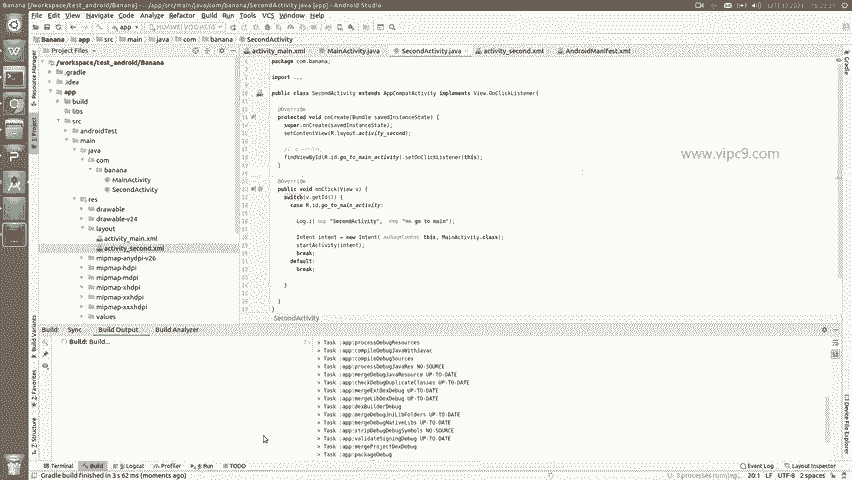 Banana [/workspace/test_android/Banana] - .../app/src/main/java/com/banana/SecondActivity.java [app] - Android Studio
File Edit View Navigate Code Analyze Refactor Build Run Tools VCS Window Help
app
Banana app src main java com banana SecondActivity
Project Files
activity_main.xml MainActivity.java SecondActivity.java activity_second.xml AndroidManifest.xml
/workspace/test_android/Banana
.gradle
.idea
app
build
libs
src
androidTest
main
java
com
banana
MainActivity
SecondActivity
res
drawable
drawable-v24
layout
activity_main.xml
activity_second.xml
mipmap-anydpi-v26
mipmap-hdpi
mipmap-mdpi
mipmap-xhdpi
mipmap-xxhdpi
mipmap-xxxhdpi
values
package com.banana;
import ...
public class SecondActivity extends AppCompatActivity implements View.OnClickListener{
@Override
protected void onCreate(Bundle savedInstanceState) {
super.onCreate(savedInstanceState);
setContentView(R.layout.activity_second);
findViewById(R.id.go_to_main_activity).setOnClickListener(this);
}
@Override
public void onClick(View v) {
switch(v.getId()) {
case R.id.go_to_main_activity:
Log.i( "SecondActivity", go to main");
Intent intent = new Intent( this, MainActivity.class);
startActivity(intent);
break;
default:
break;
}
}
}
SecondActivity
www.vipc9.com
Resource Manager
1: Project
Build Variants
2: Favorites
7: Structure
Gradle
Device File Explorer
Build: Sync Build Output Build Analyzer
Build: Build...
> Task :app:processDebugResources
> Task :app:compileDebugJavaWithJavac
> Task :app:compileDebugSources
> Task :app:processDebugJavaRes NO-SOURCE
> Task :app:mergeDebugJavaResource UP-TO-DATE
> Task :app:checkDebugDuplicateClasses UP-TO-DATE
> Task :app:mergeExtDexDebug UP-TO-DATE
> Task :app:mergeLibDexDebug UP-TO-DATE
> Task :app:dexBuilderDebug
> Task :app:mergeDebugJniLibFolders UP-TO-DATE
> Task :app:mergeDebugNativeLibs UP-TO-DATE
> Task :app:stripDebugDebugSymbols NO-SOURCE
> Task :app:validateSigningDebug UP-TO-DATE
> Task :app:mergeProjectDexDebug
> Task :app:packageDebug
Terminal Build 6: Logcat Profiler 4: Run TODO Event Log Layout Inspector
Gradle build finished in 3 s 62 ms (moments ago) 3 processes running... 20:1 LF UTF-8 2 spaces